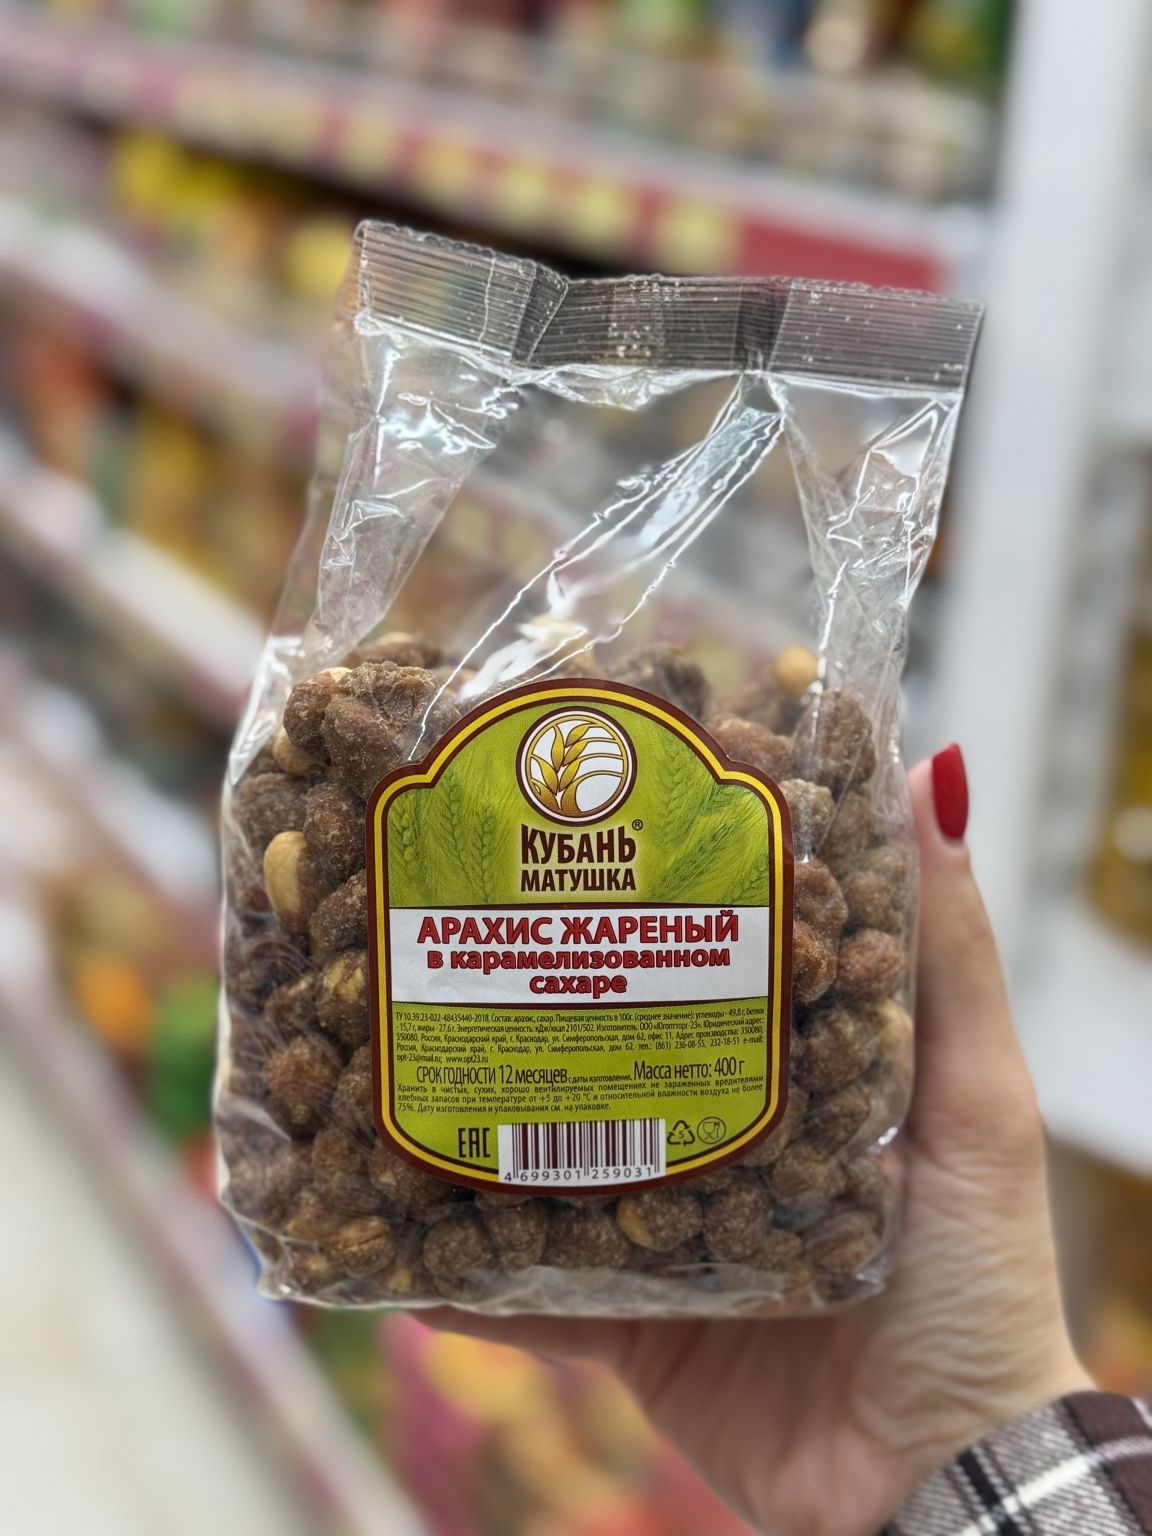 КУБАНЬ®
МАТУШКА
АРАХИС ЖАРЕНЫЙ
в карамелизованном
сахаре
ТУ 10.39.23-022-48435440-2018. Состав: арахис, сахар. Пищевая ценность в 100г. (среднее значение): углеводы - 49,8 г, белки
- 15,7 г, жиры - 27,6 г. Энергетическая ценность: кДж/ккал 2101/502. Изготовитель: ООО «Югоптторг-23». Юридический адрес:
350080, Россия, Краснодарский край, г. Краснодар, ул. Симферопольская, дом 62, офис 11. Адрес производства: 350080,
Россия, Краснодарский край, г. Краснодар, ул. Симферопольская, дом 62. тел.: (861) 236-08-55, 232-18-51 e-mail:
opt-23@mail.ru; www.opt23.ru
СРОК ГОДНОСТИ 12 месяцев с даты изготовления. Масса нетто: 400 г
Хранить в чистых, сухих, хорошо вентилируемых помещениях не зараженных вредителями
хлебных запасов при температуре от +5 до +20 °С и относительной влажности воздуха не более
75%. Дату изготовления и упаковывания см. на упаковке.
ЕАС
5
4 699301 259031